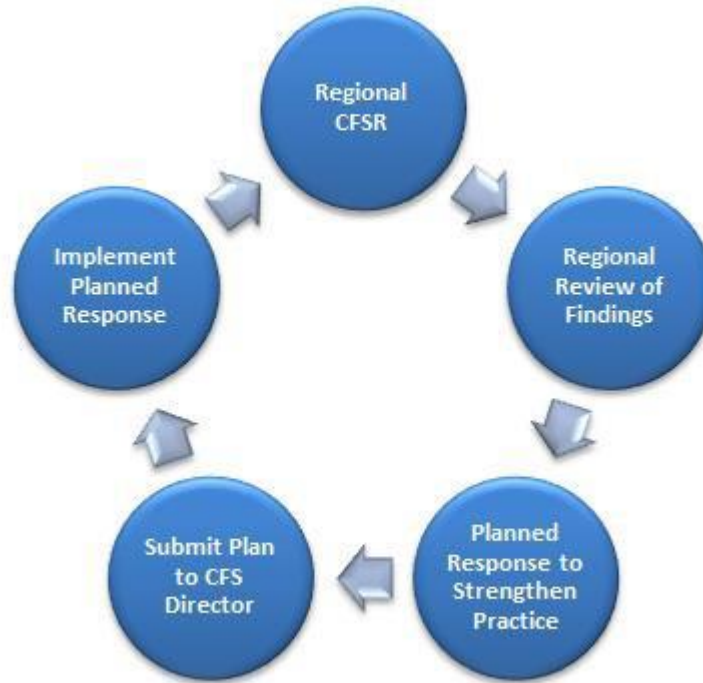 Regional
CFSR
Regional
Review of
Findings
Planned
Response to
Strengthen
Practice
Submit Plan
to CFS
Director
Implement
Planned
Response